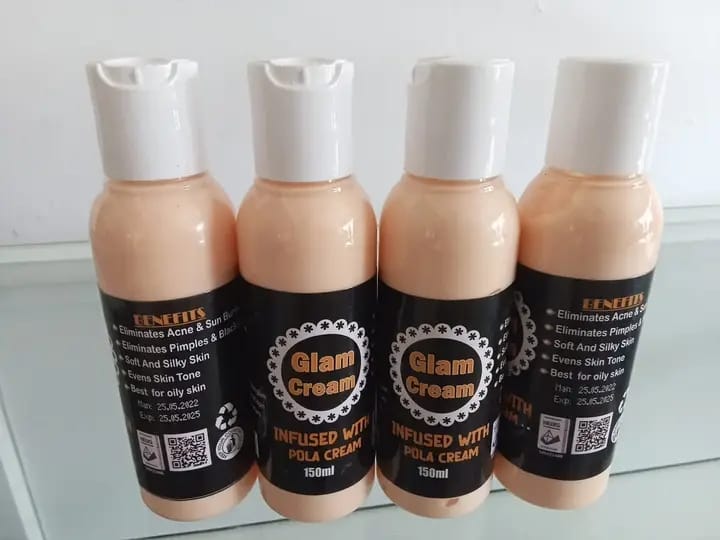 BENEFITS
Eliminates Acne & Sun
Eliminates Pimples &
Soft And Silky Skin
Evens Skin Tone
Best for oily skin
Man: 25.05.2022
Exp: 25.05.2025
Glam
Cream
INFUSED WITH
POLA CREAM
150ml
Glam
Cream
INFUSED WITH
POLA CREAM
150ml
BENEFITS
Eliminates Acne &
Eliminates Pimples &
Soft And Silky Skin
Evens Skin Tone
Best for oily skin
Man: 25.05.2022
Exp: 25.05.2025